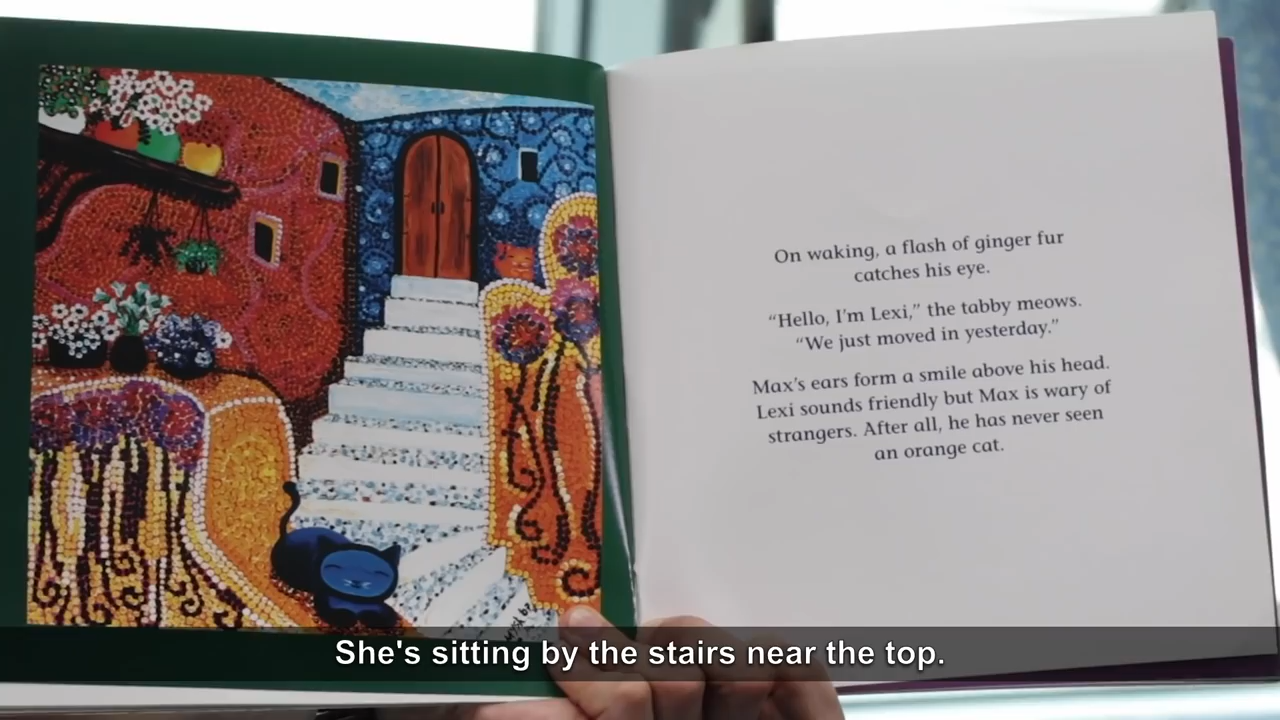 On waking, a flash of ginger fur
catches his eye.
“Hello, I’m Lexi,” the tabby meows.
“We just moved in yesterday.”
Max’s ears form a smile above his head.
Lexi sounds friendly but Max is wary of
strangers. After all, he has never seen
an orange cat.
She's sitting by the stairs near the top.